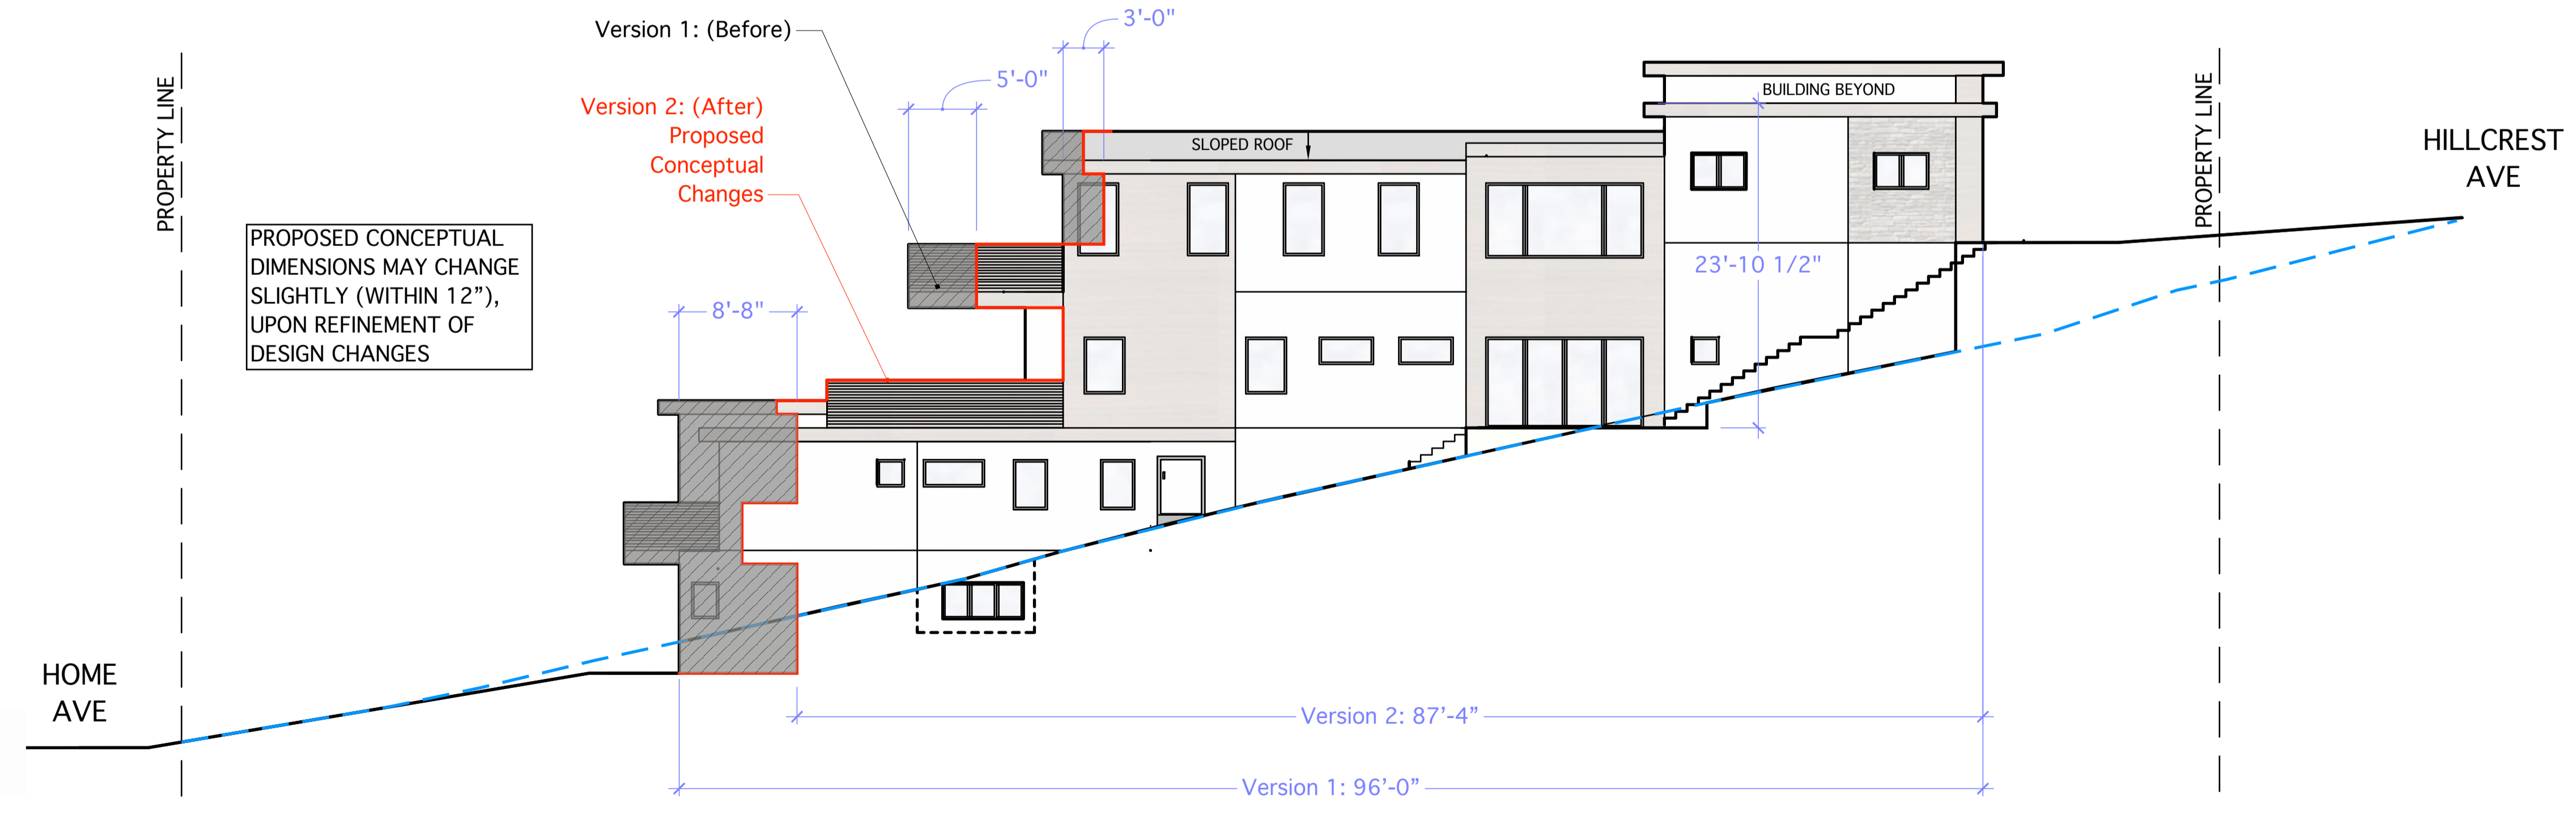 Version 1: (Before)
3'-0"
5'-0"
Version 2: (After)
Proposed
Conceptual
Changes
PROPERTY LINE
PROPOSED CONCEPTUAL
DIMENSIONS MAY CHANGE
SLIGHTLY (WITHIN 12”),
UPON REFINEMENT OF
DESIGN CHANGES
8'-8"
SLOPED ROOF
BUILDING BEYOND
23'-10 1/2"
PROPERTY LINE
HILLCREST
AVE
HOME
AVE
Version 2: 87’-4”
Version 1: 96’-0”